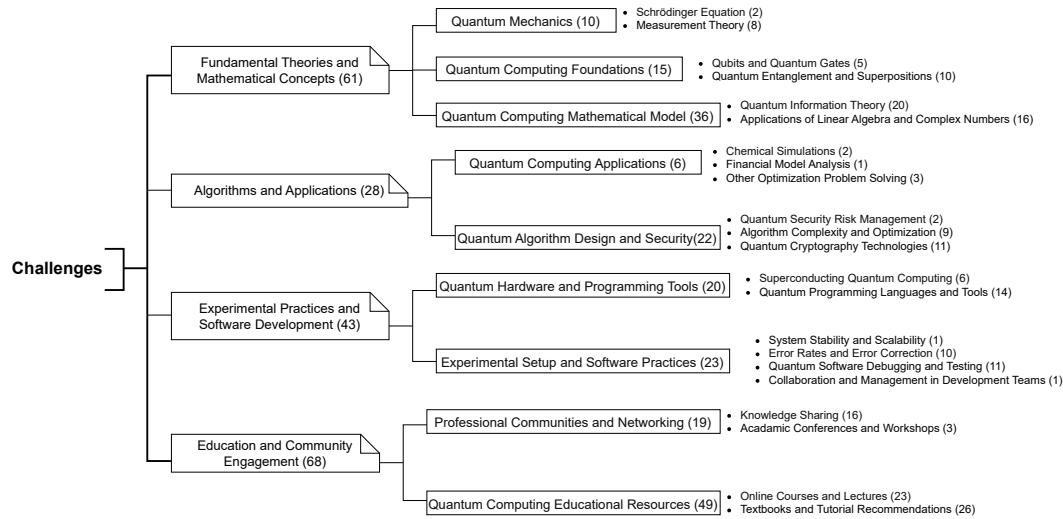 Challenges
Fundamental Theories and
Mathematical Concepts (61)
Quantum Mechanics (10)
• Schrödinger Equation (2)
• Measurement Theory (8)
Quantum Computing Foundations (15)
• Qubits and Quantum Gates (5)
• Quantum Entanglement and Superpositions (10)
Quantum Computing Mathematical Model (36)
• Quantum Information Theory (20)
• Applications of Linear Algebra and Complex Numbers (16)
Algorithms and Applications (28)
Quantum Computing Applications (6)
• Chemical Simulations (2)
• Financial Model Analysis (1)
• Other Optimization Problem Solving (3)
Quantum Algorithm Design and Security(22)
• Quantum Security Risk Management (2)
• Algorithm Complexity and Optimization (9)
• Quantum Cryptography Technologies (11)
Experimental Practices and
Software Development (43)
Quantum Hardware and Programming Tools (20)
• Superconducting Quantum Computing (6)
• Quantum Programming Languages and Tools (14)
Experimental Setup and Software Practices (23)
• System Stability and Scalability (1)
• Error Rates and Error Correction (10)
• Quantum Software Debugging and Testing (11)
• Collaboration and Management in Development Teams (1)
Education and Community
Engagement (68)
Professional Communities and Networking (19)
• Knowledge Sharing (16)
• Acadamic Conferences and Workshops (3)
Quantum Computing Educational Resources (49)
• Online Courses and Lectures (23)
• Textbooks and Tutorial Recommendations (26)